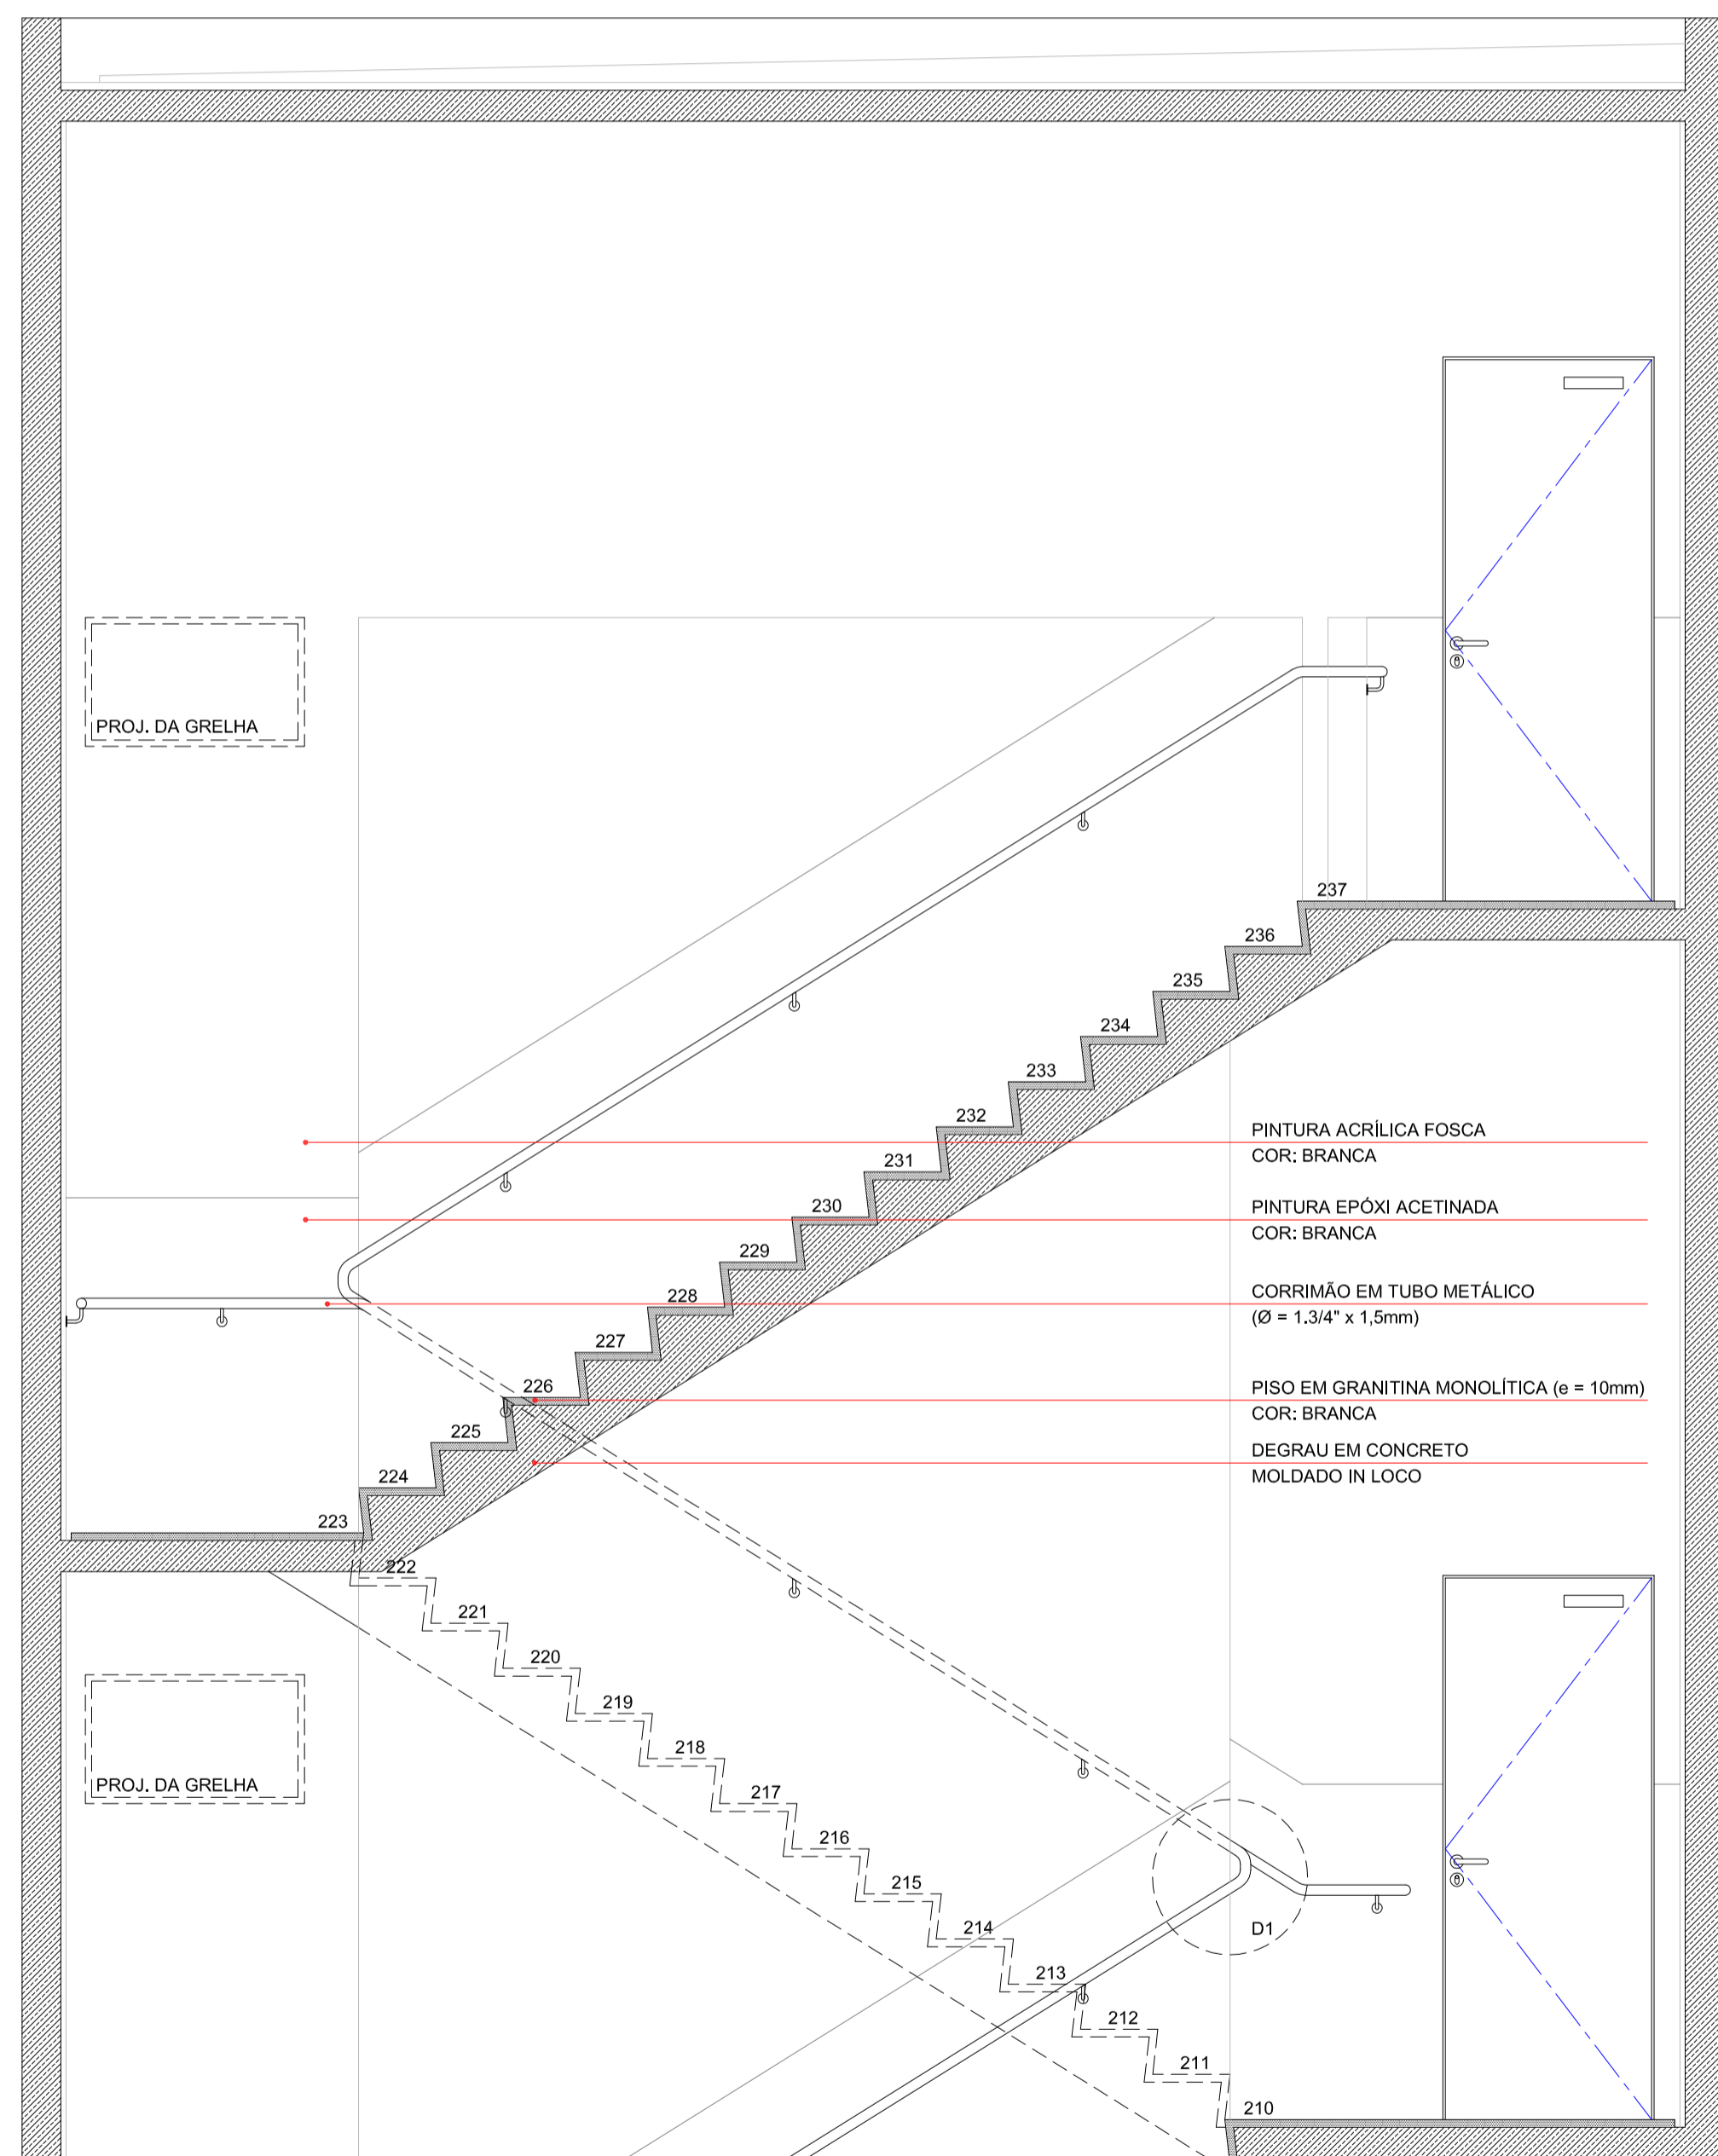 PROJ. DA GRELHA
237
236
235
234
233
232
231
230
229
228
227
226
225
224
223
PINTURA ACRÍLICA FOSCA
COR: BRANCA
PINTURA EPÓXI ACETINADA
COR: BRANCA
CORRIMÃO EM TUBO METÁLICO
(Ø = 1.3/4" x 1,5mm)
PISO EM GRANITINA MONOLÍTICA (e = 10mm)
COR: BRANCA
DEGRAU EM CONCRETO
MOLDADO IN LOCO
222
221
220
219
218
217
216
215
214
213
212
211
210
PROJ. DA GRELHA
D1